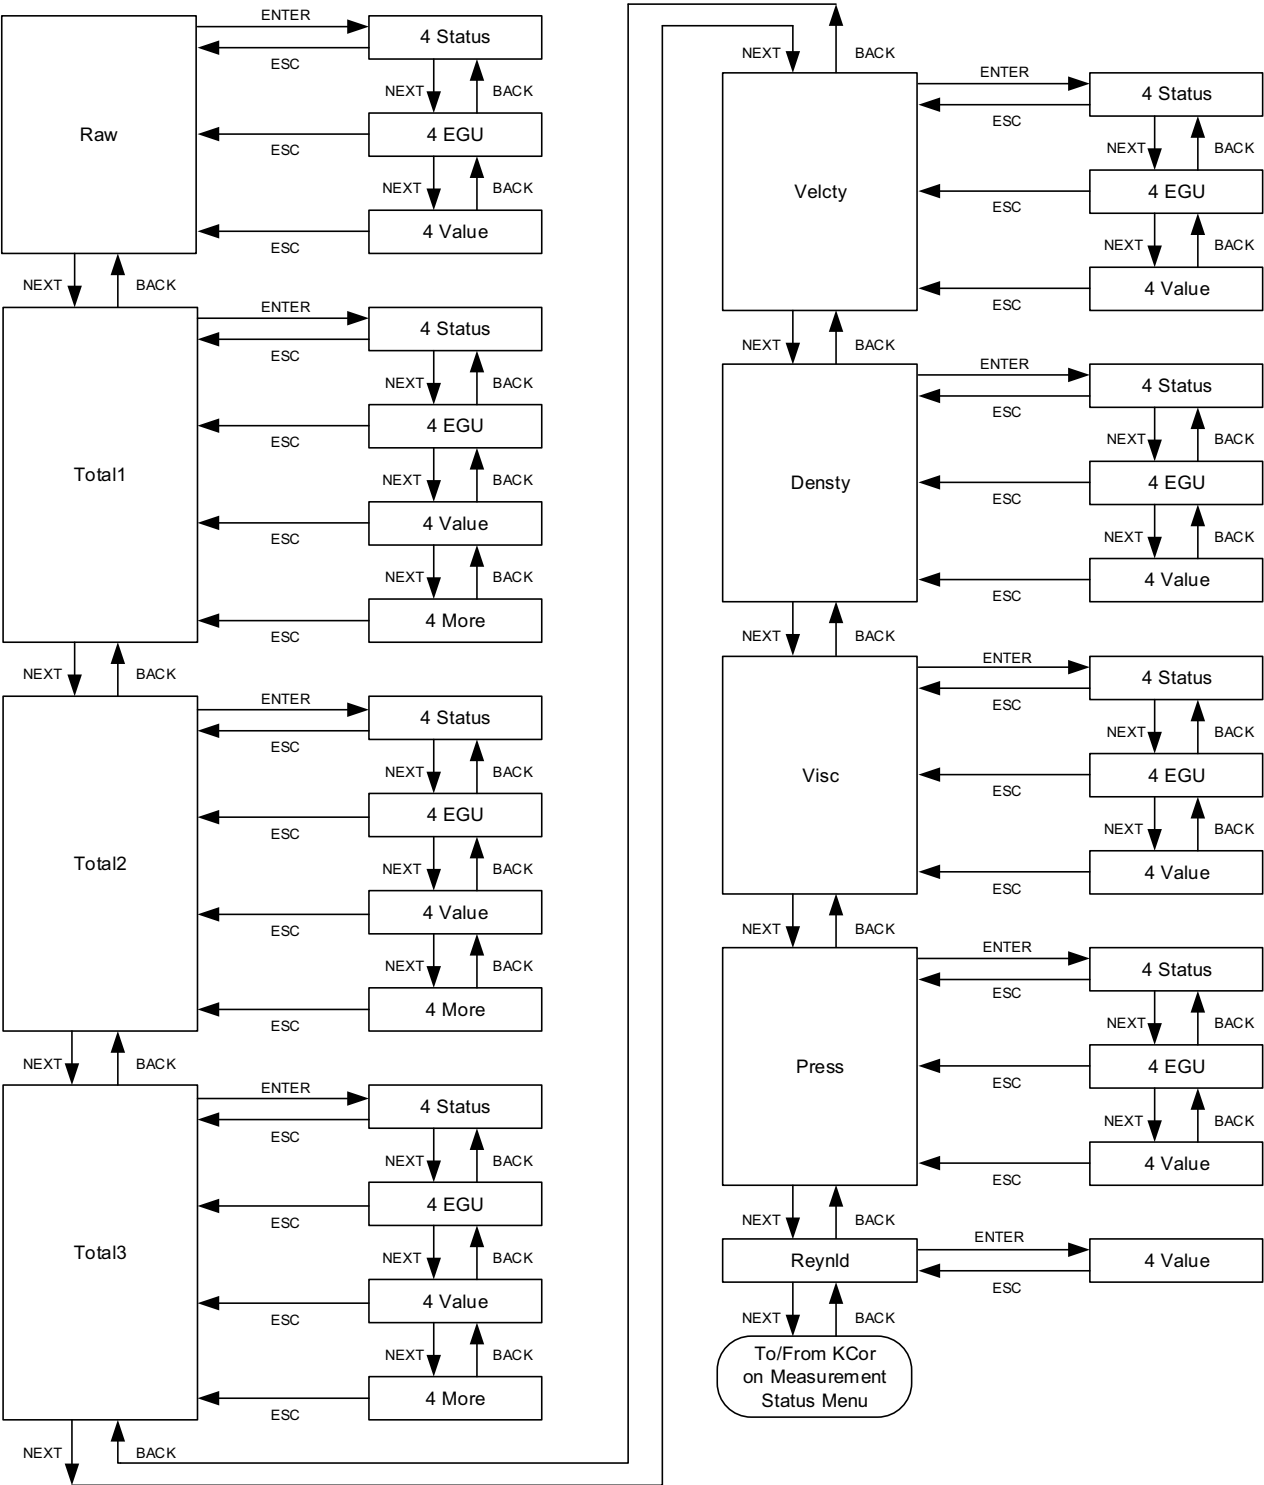 ENTER
4 Status
ESC
NEXT
BACK
Raw
4 EGU
ESC
NEXT
BACK
4 Value
ESC
NEXT
BACK
ENTER
4 Status
ESC
NEXT
BACK
4 EGU
ESC
Total1
NEXT
BACK
4 Value
ESC
NEXT
BACK
4 More
ESC
NEXT
BACK
ENTER
4 Status
ESC
NEXT
BACK
4 EGU
ESC
Total2
NEXT
BACK
4 Value
ESC
NEXT
BACK
4 More
ESC
NEXT
BACK
ENTER
4 Status
ESC
NEXT
BACK
4 EGU
ESC
Total3
NEXT
BACK
4 Value
ESC
NEXT
BACK
4 More
ESC
NEXT
BACK
NEXT
BACK
ENTER
4 Status
ESC
NEXT
BACK
Velcty
4 EGU
ESC
NEXT
BACK
4 Value
ESC
NEXT
BACK
ENTER
4 Status
ESC
NEXT
BACK
Densty
4 EGU
ESC
NEXT
BACK
4 Value
ESC
NEXT
BACK
ENTER
4 Status
ESC
NEXT
BACK
Visc
4 EGU
ESC
NEXT
BACK
4 Value
ESC
NEXT
BACK
ENTER
4 Status
ESC
NEXT
BACK
Press
4 EGU
ESC
NEXT
BACK
4 Value
ESC
NEXT
BACK
ENTER
Reynld
4 Value
ESC
NEXT
BACK
To/From KCor
on Measurement
Status Menu